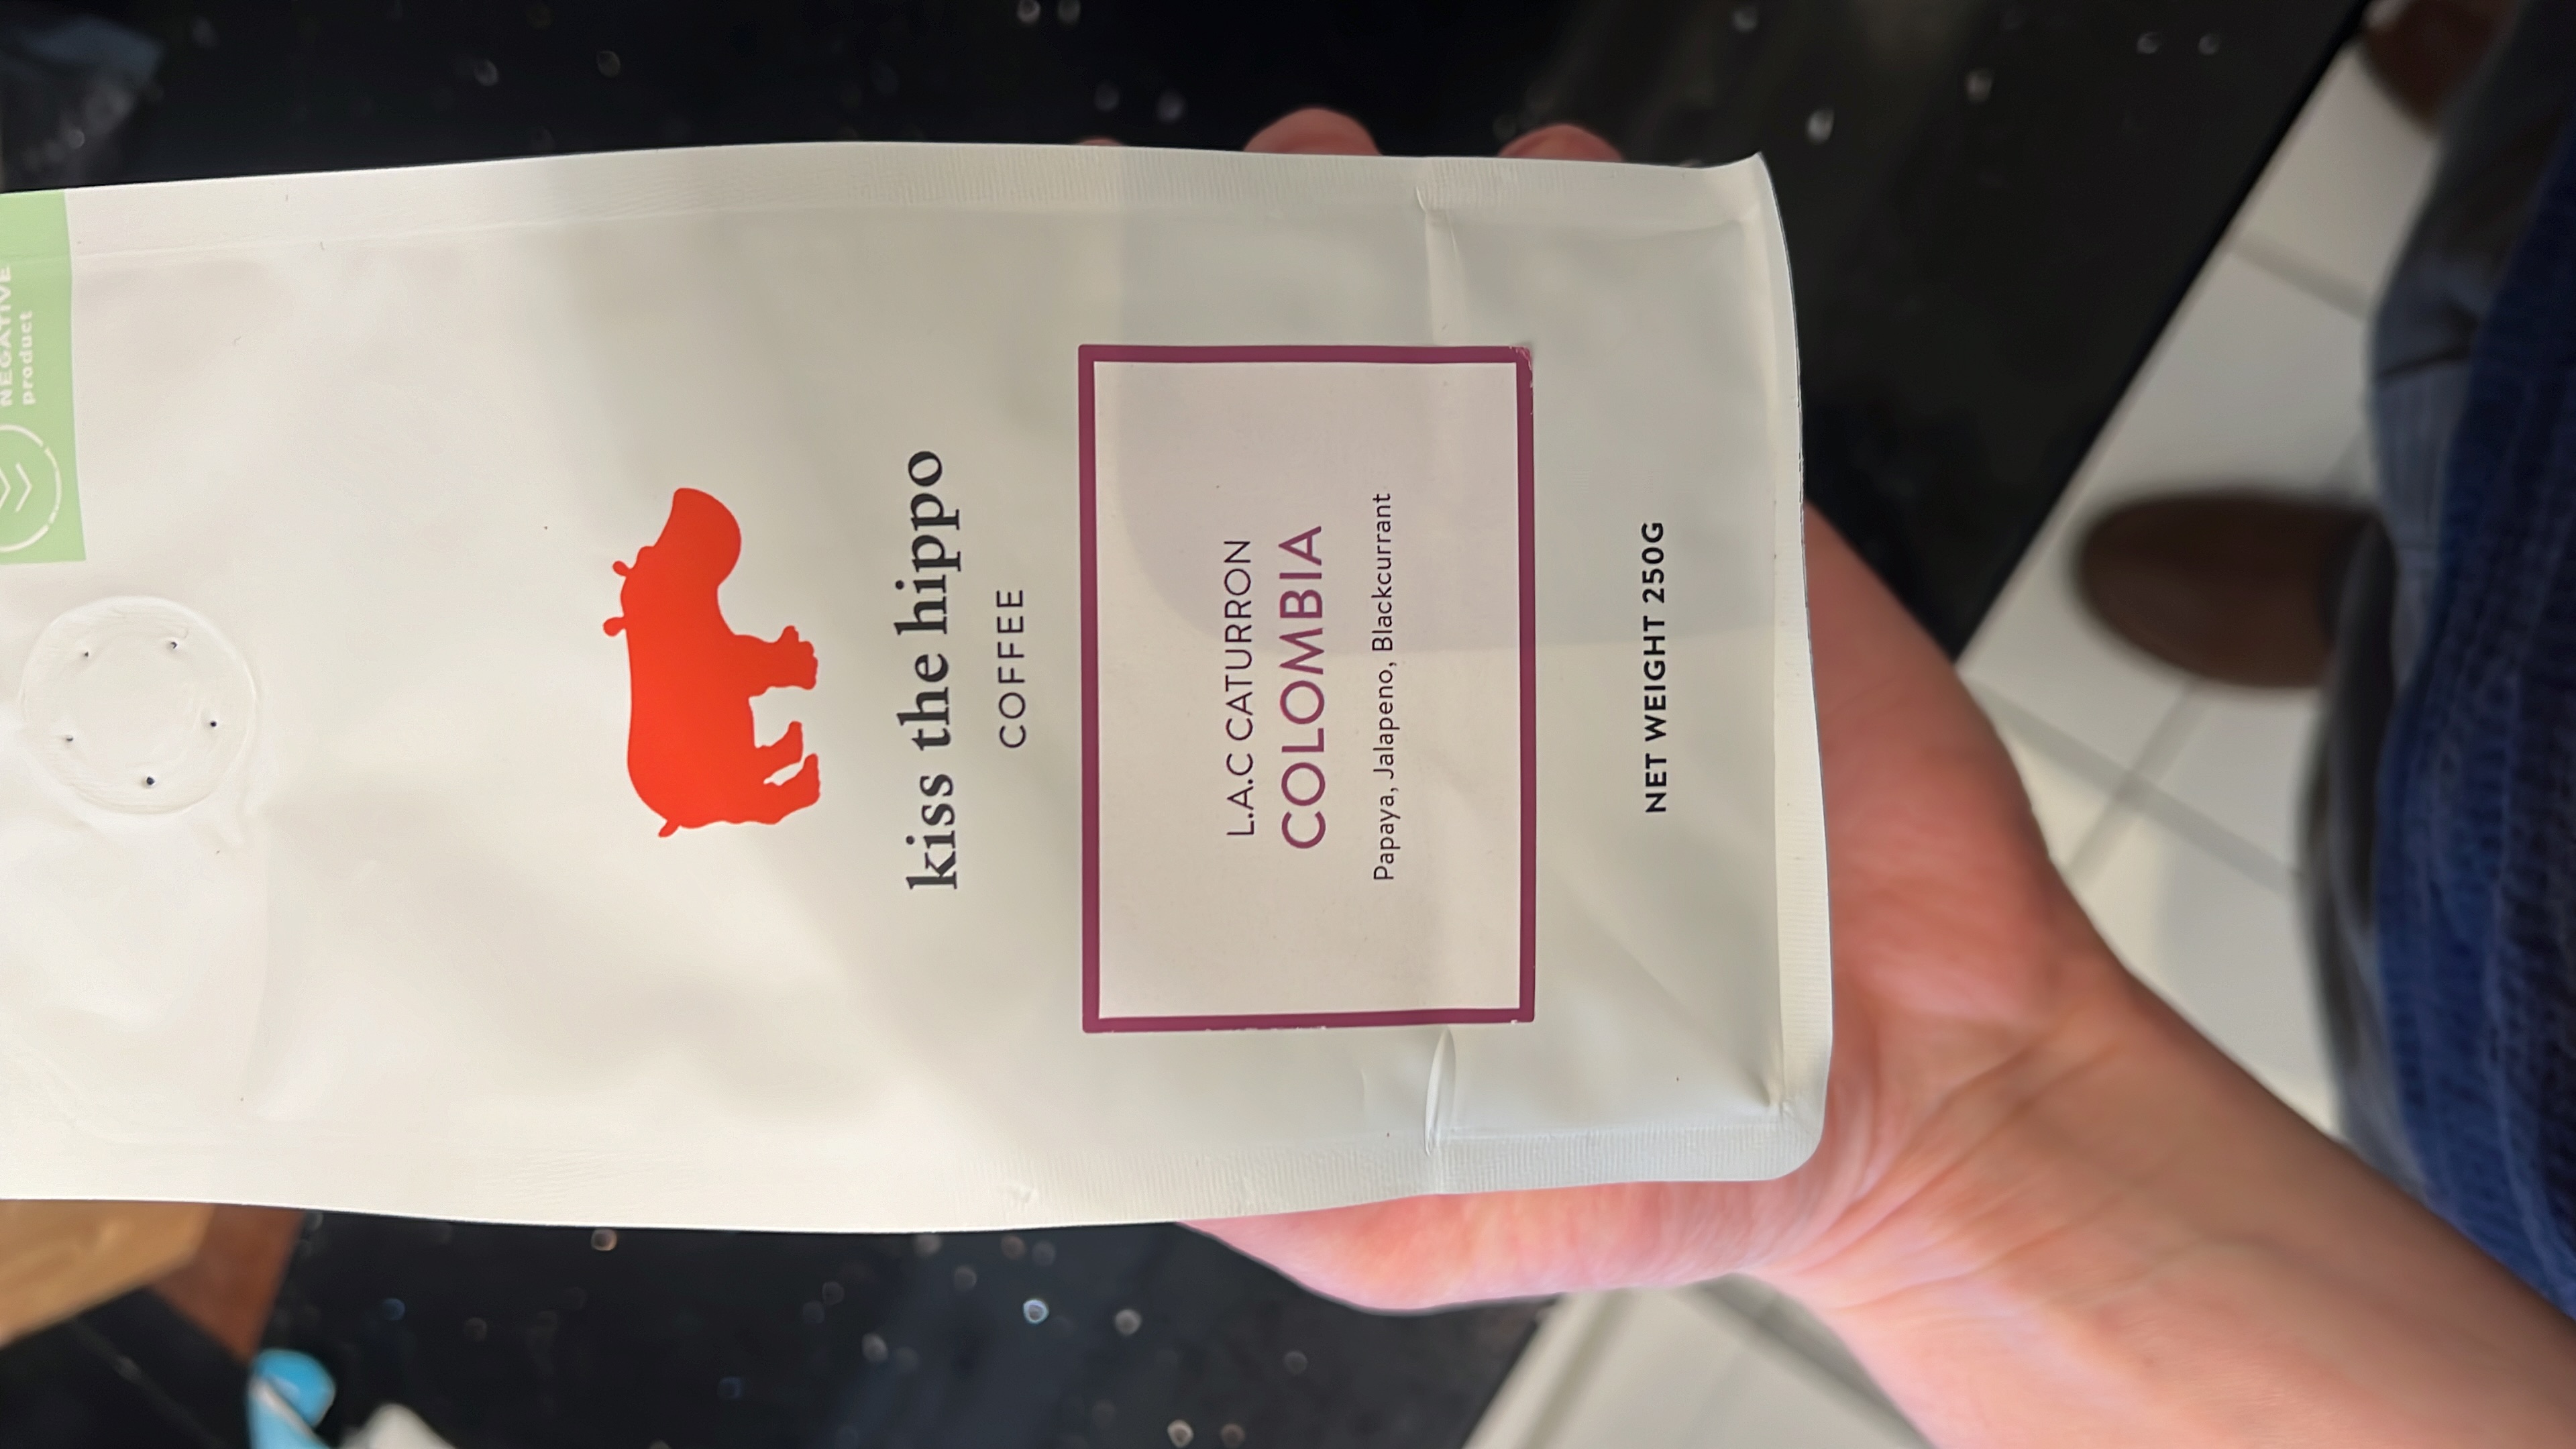 NEGATIVE
product
kiss the hippo
COFFEE
L.A.C CATURRON
COLOMBIA
Papaya, Jalapeno, Blackcurrant
NET WEIGHT 250G